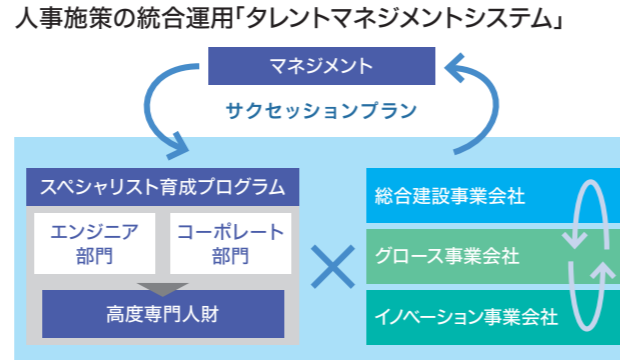 人事施策の統合運用「タレントマネジメントシステム」
マネジメント
サクセッションプラン
スペシャリスト育成プログラム
エンジニア
部門
コーポレート
部門
高度専門人財
×
総合建設事業会社
グロース事業会社
イノベーション事業会社